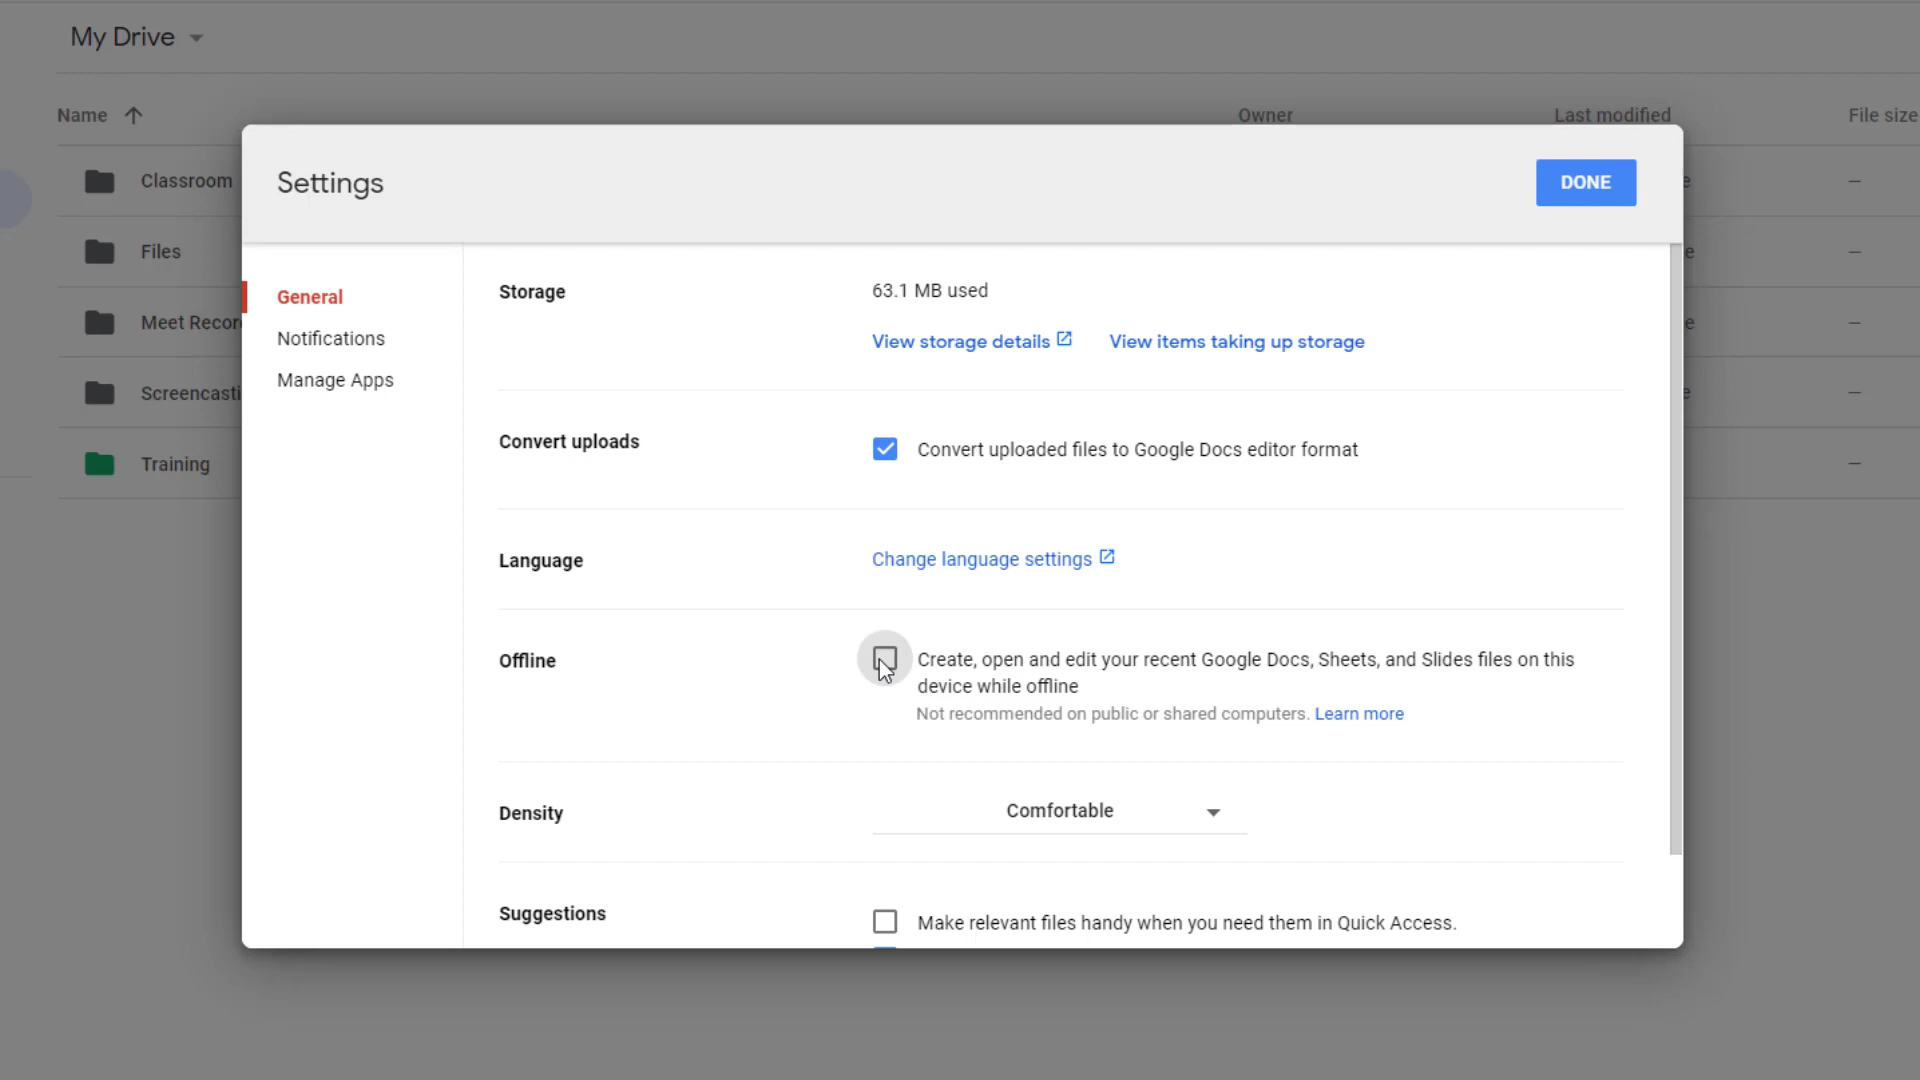 My Drive
Name Owner Last modified File size
Settings
DONE
Classroom
Files
Meet Recor
Screencasti
Training
General
Notifications
Manage Apps
Storage
63.1 MB used
View storage details View items taking up storage
Convert uploads
Convert uploaded files to Google Docs editor format
Language
Change language settings
Offline
Create, open and edit your recent Google Docs, Sheets, and Slides files on this
device while offline
Not recommended on public or shared computers. Learn more
Density
Comfortable
Suggestions
Make relevant files handy when you need them in Quick Access.